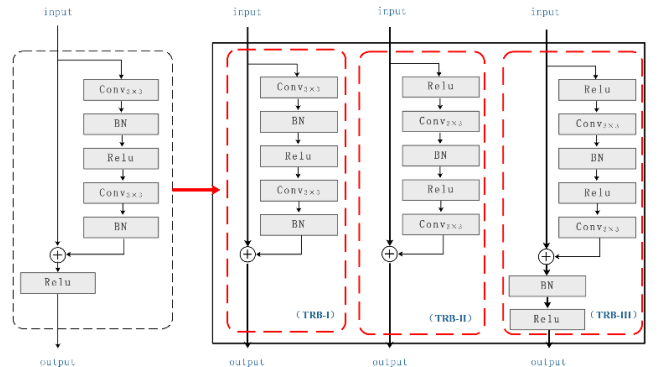 input
Conv3×3
BN
Relu
Conv3×3
BN
Relu
output
input
Conv3×3
BN
Relu
Conv3×3
BN
(TRB-I)
output
input
Relu
Conv3×3
BN
Relu
Conv3×3
(TRB-II)
output
input
Relu
Conv3×3
BN
Relu
Conv3×3
BN
Relu
(TRB-III)
output